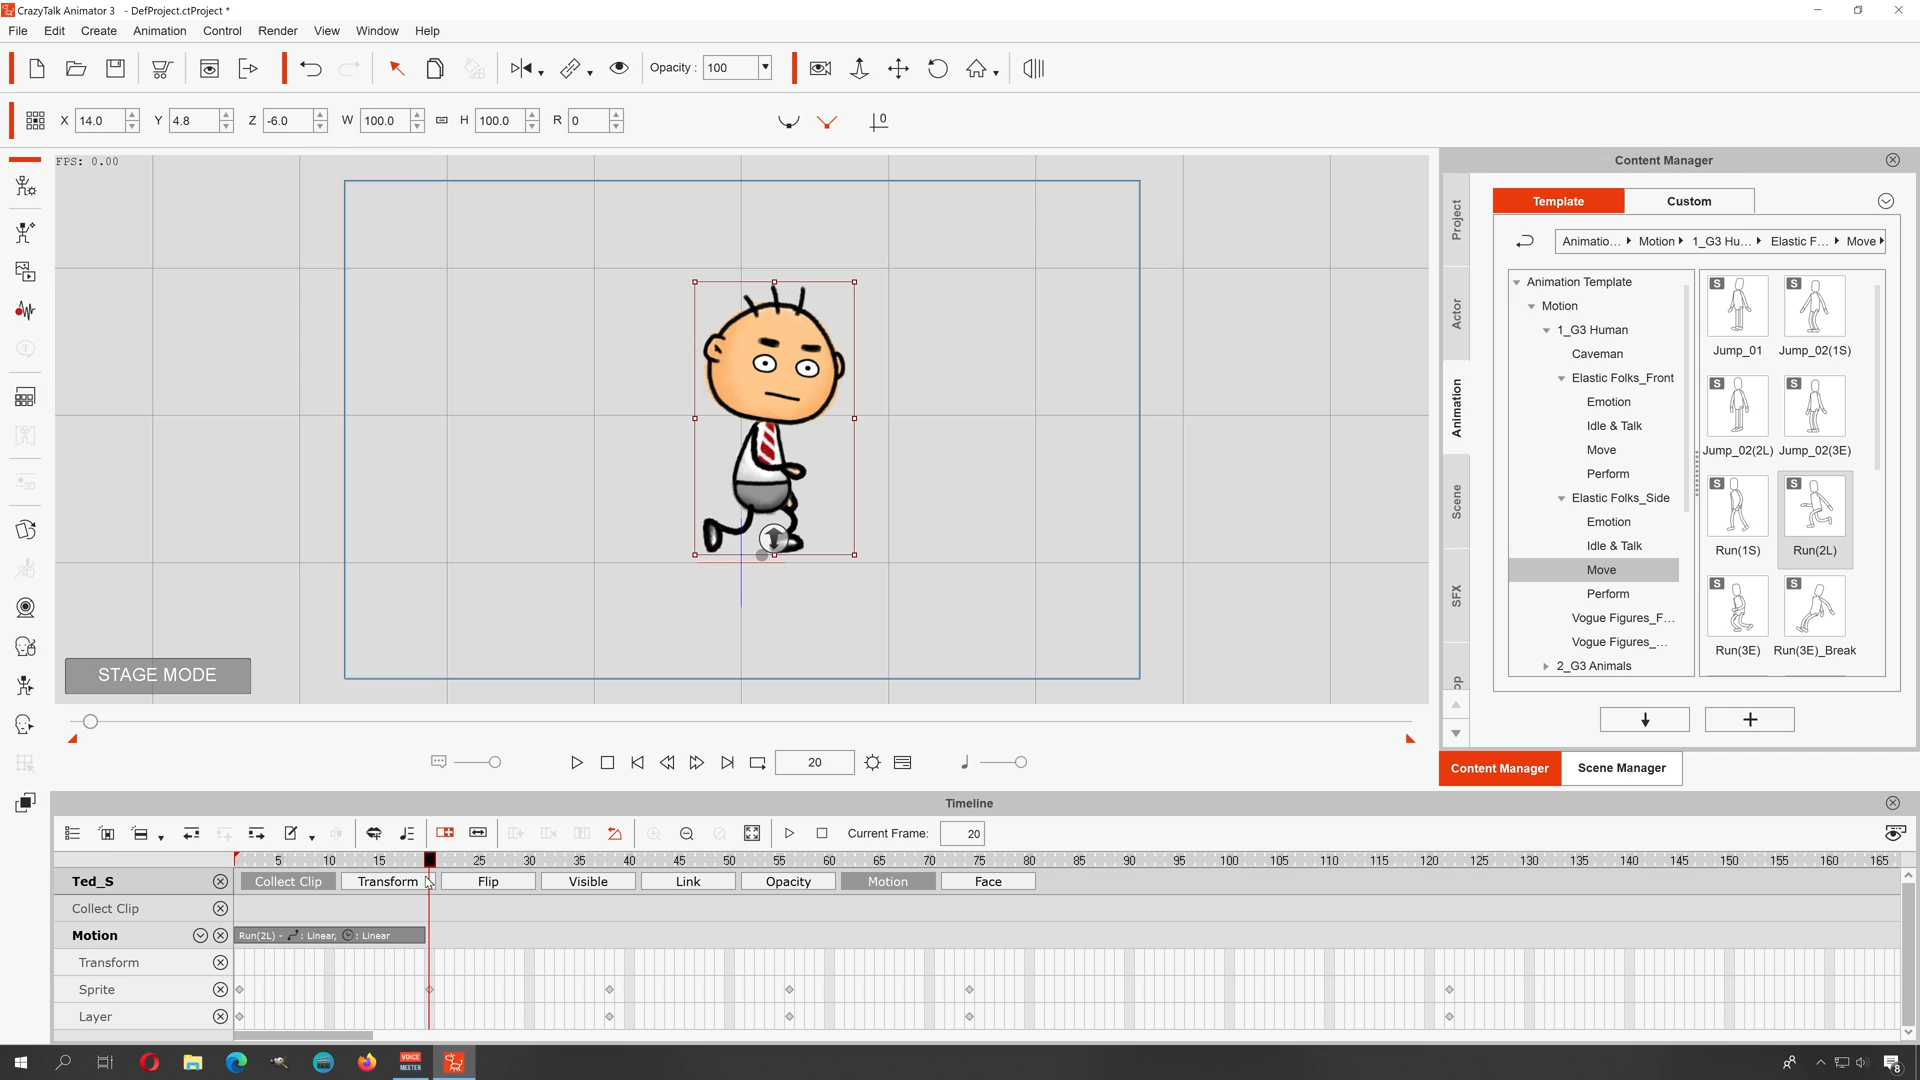 CrazyTalk Animator 3 - DefProject.ctProject *
File Edit Create Animation Control Render View Window Help
Opacity : 100
X 14.0 Y 4.8 Z -6.0 W 100.0 H 100.0 R 0
FPS: 0.00
STAGE MODE
20
Content Manager
Project
Actor
Animation
Scene
SFX
Template Custom
Animatio... Motion 1_G3 Hu... Elastic F... Move
Animation Template
Motion
1_G3 Human
Caveman
Elastic Folks_Front
Emotion
Idle & Talk
Move
Perform
Elastic Folks_Side
Emotion
Idle & Talk
Move
Perform
Vogue Figures_F...
Vogue Figures_...
2_G3 Animals
Jump_01 Jump_02(1S)
Jump_02(2L) Jump_02(3E)
Run(1S) Run(2L)
Run(3E) Run(3E)_Break
Content Manager Scene Manager
Timeline
Current Frame: 20
5 10 15 25 30 35 40 45 50 55 60 65 70 75 80 85 90 95 100 105 110 115 120 125 130 135 140 145 150 155 160 165
Ted_S Collect Clip Transform Flip Visible Link Opacity Motion Face
Collect Clip
Motion Run(2L) - : Linear, : Linear
Transform
Sprite
Layer
VOICE
MEETER
8